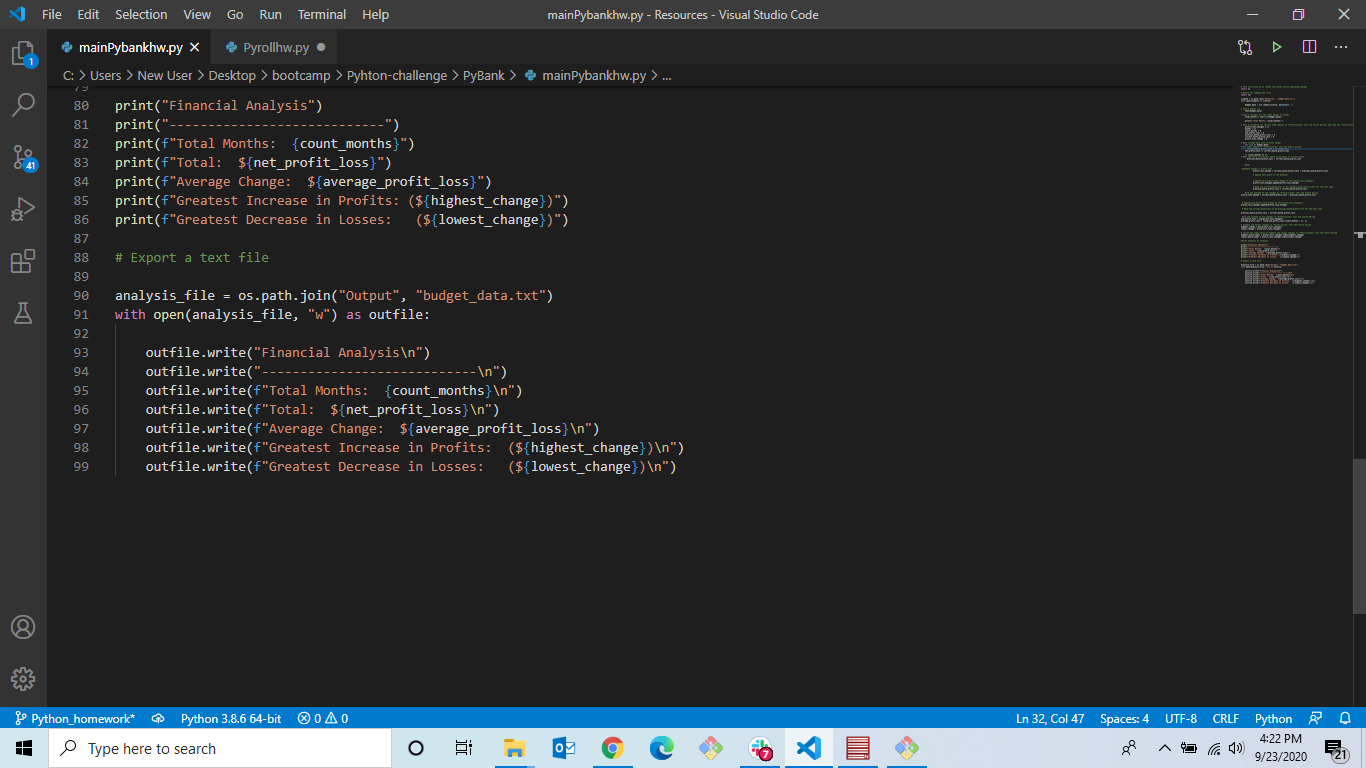 File Edit Selection View Go Run Terminal Help
mainPybankhw.py - Resources - Visual Studio Code
mainPybankhw.py
Pyrollhw.py
C: > Users > New User > Desktop > bootcamp > Pyhton-challenge > PyBank > mainPybankhw.py > ...
1
41
79
80 print("Financial Analysis")
81 print("----------------------------")
82 print(f"Total Months:  {count_months}")
83 print(f"Total:  ${net_profit_loss}")
84 print(f"Average Change:  ${average_profit_loss}")
85 print(f"Greatest Increase in Profits: (${highest_change})")
86 print(f"Greatest Decrease in Losses:   (${lowest_change})")
87
88 # Export a text file
89
90 analysis_file = os.path.join("Output", "budget_data.txt")
91 with open(analysis_file, "w") as outfile:
92
93     outfile.write("Financial Analysis\n")
94     outfile.write("----------------------------\n")
95     outfile.write(f"Total Months:  {count_months}\n")
96     outfile.write(f"Total:  ${net_profit_loss}\n")
97     outfile.write(f"Average Change:  ${average_profit_loss}\n")
98     outfile.write(f"Greatest Increase in Profits:  (${highest_change})\n")
99     outfile.write(f"Greatest Decrease in Losses:   (${lowest_change})\n")
Python_homework* Python 3.8.6 64-bit 0 0 Ln 32, Col 47 Spaces: 4 UTF-8 CRLF Python
Type here to search
7
4:22 PM
9/23/2020
21